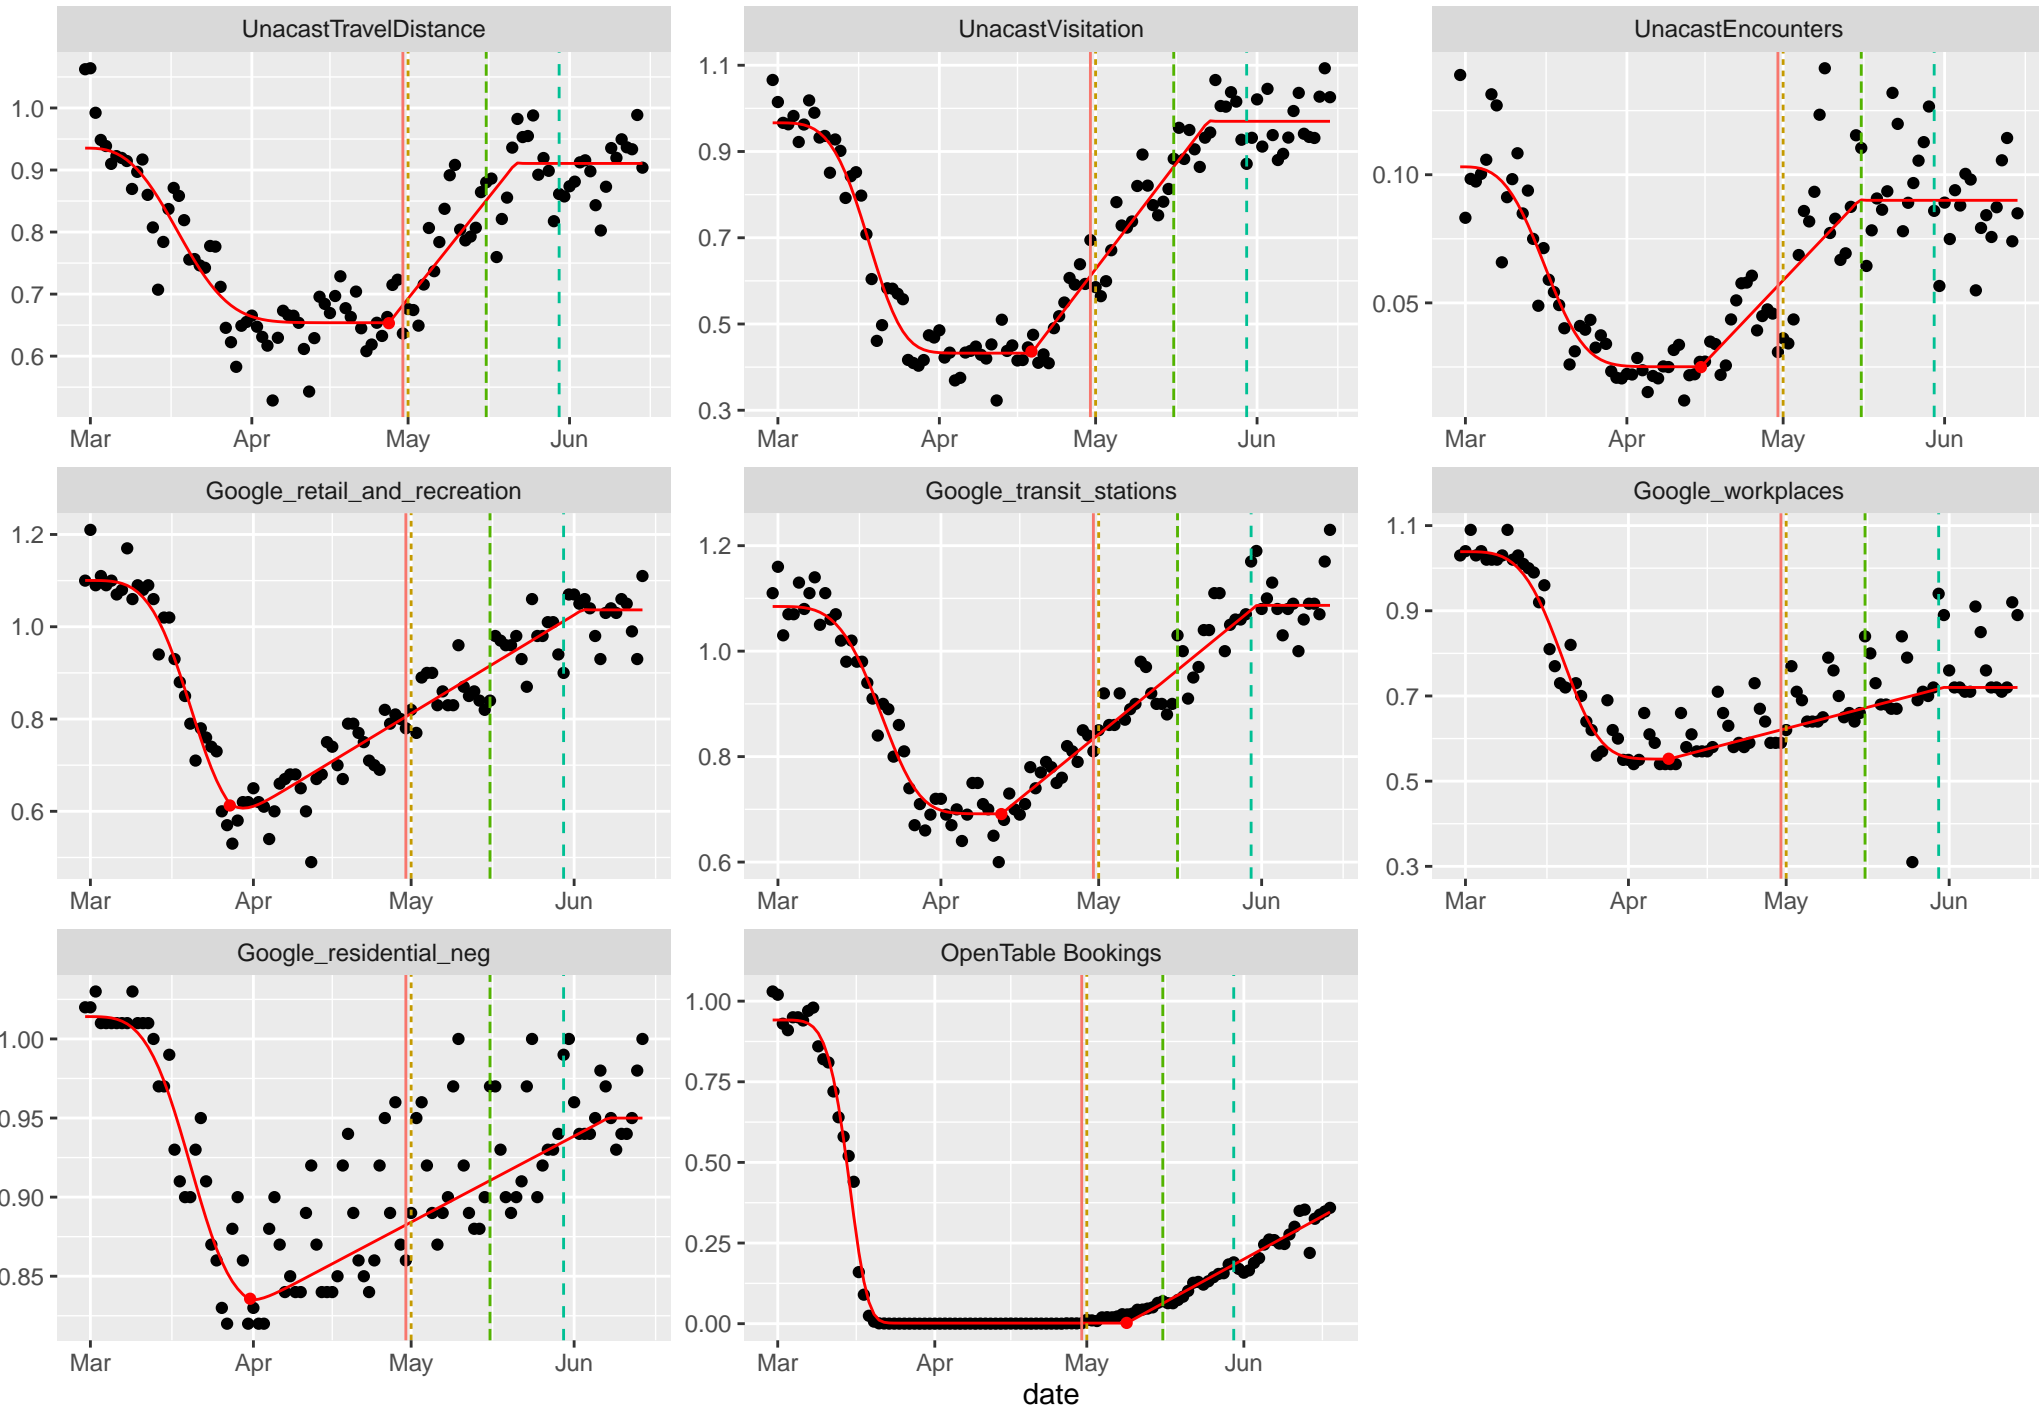 UnacastTravelDistance
UnacastVisitation
UnacastEncounters
1.0
0.9
0.8
0.7
0.6
Mar Apr May Jun
1.1
0.9
0.7
0.5
0.3
Mar Apr May Jun
0.10
0.05
Mar Apr May Jun
Google_retail_and_recreation
Google_transit_stations
Google_workplaces
1.2
1.0
0.8
0.6
Mar Apr May Jun
1.2
1.0
0.8
0.6
Mar Apr May Jun
1.1
0.9
0.7
0.5
0.3
Mar Apr May Jun
Google_residential_neg
OpenTable Bookings
1.00
0.95
0.90
0.85
Mar Apr May Jun
1.00
0.75
0.50
0.25
0.00
Mar Apr May Jun
date